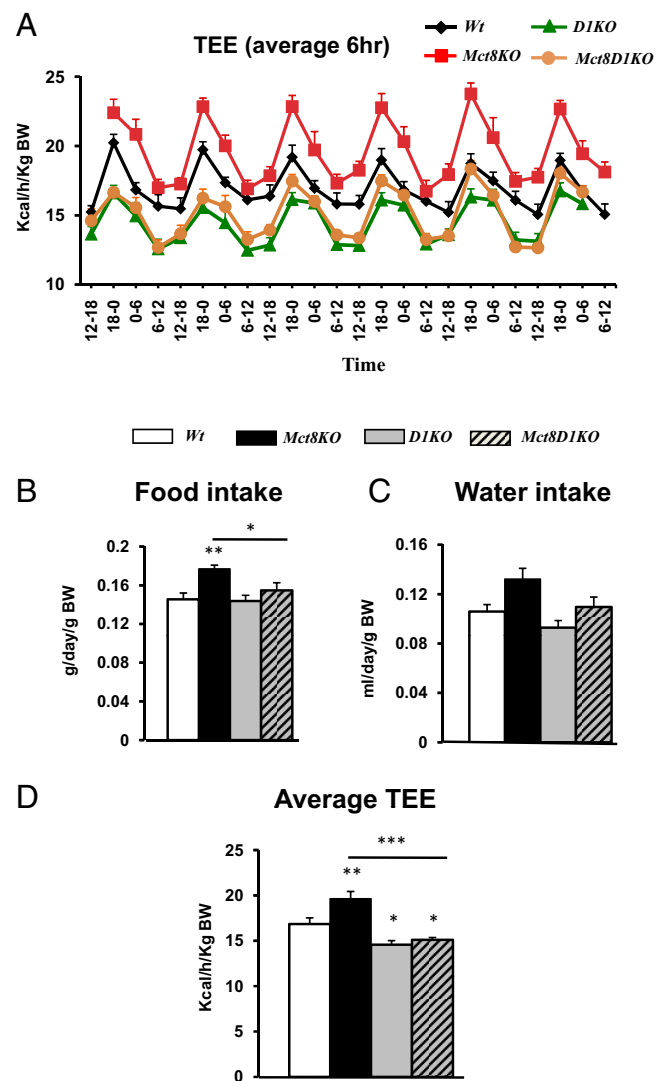 A
TEE (average 6hr)
Wt
D1KO
Mct8KO
Mct8D1KO
Kcal/h/Kg BW
25
20
15
10
12-18
18-0
0-6
6-12
12-18
18-0
0-6
6-12
12-18
18-0
0-6
6-12
12-18
18-0
0-6
6-12
12-18
18-0
0-6
6-12
12-18
18-0
0-6
6-12
Time
Wt
Mct8KO
D1KO
Mct8D1KO
B
Food intake
g/day/g BW
0.2
0.16
0.12
0.08
0.04
0
**
*
C
Water intake
ml/day/g BW
0.16
0.12
0.08
0.04
0
D
Average TEE
Kcal/h/Kg BW
25
20
15
10
5
0
***
**
*
*